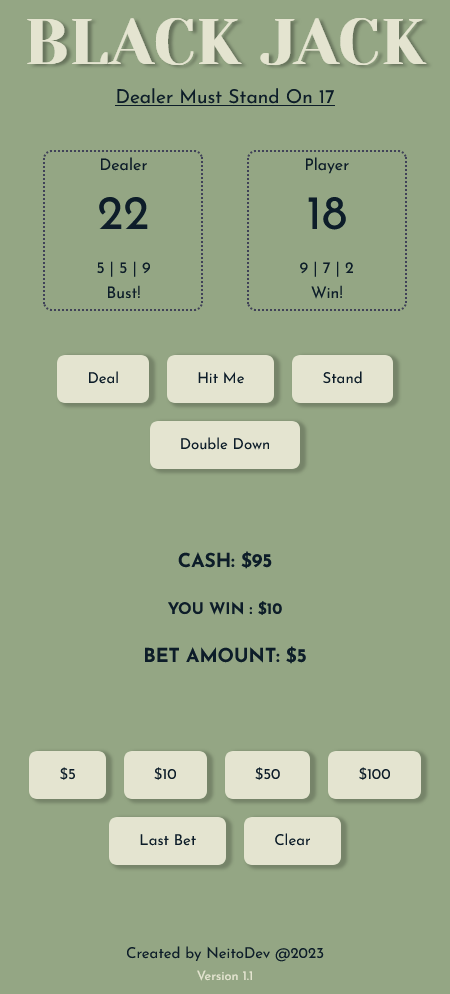 BLACK JACK
Dealer Must Stand On 17
Dealer
22
5 | 5 | 9
Bust!
Player
18
9 | 7 | 2
Win!
Deal
Hit Me
Stand
Double Down
CASH: $95
YOU WIN : $10
BET AMOUNT: $5
$5
$10
$50
$100
Last Bet
Clear
Created by NeitoDev @2023
Version 1.1